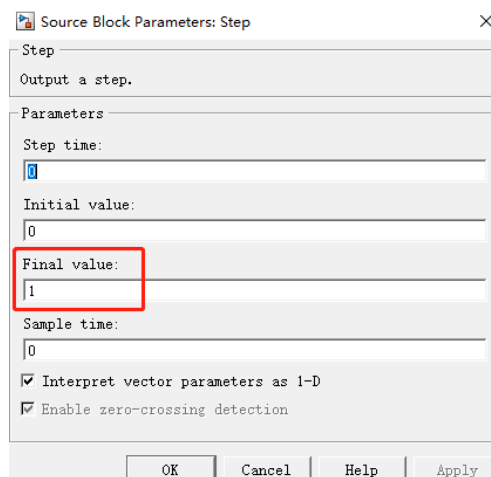 Source Block Parameters: Step
Step
Output a step.
Parameters
Step time:
0
Initial value:
0
Final value:
1
Sample time:
0
Interpret vector parameters as 1-D
Enable zero-crossing detection
OK Cancel Help Apply